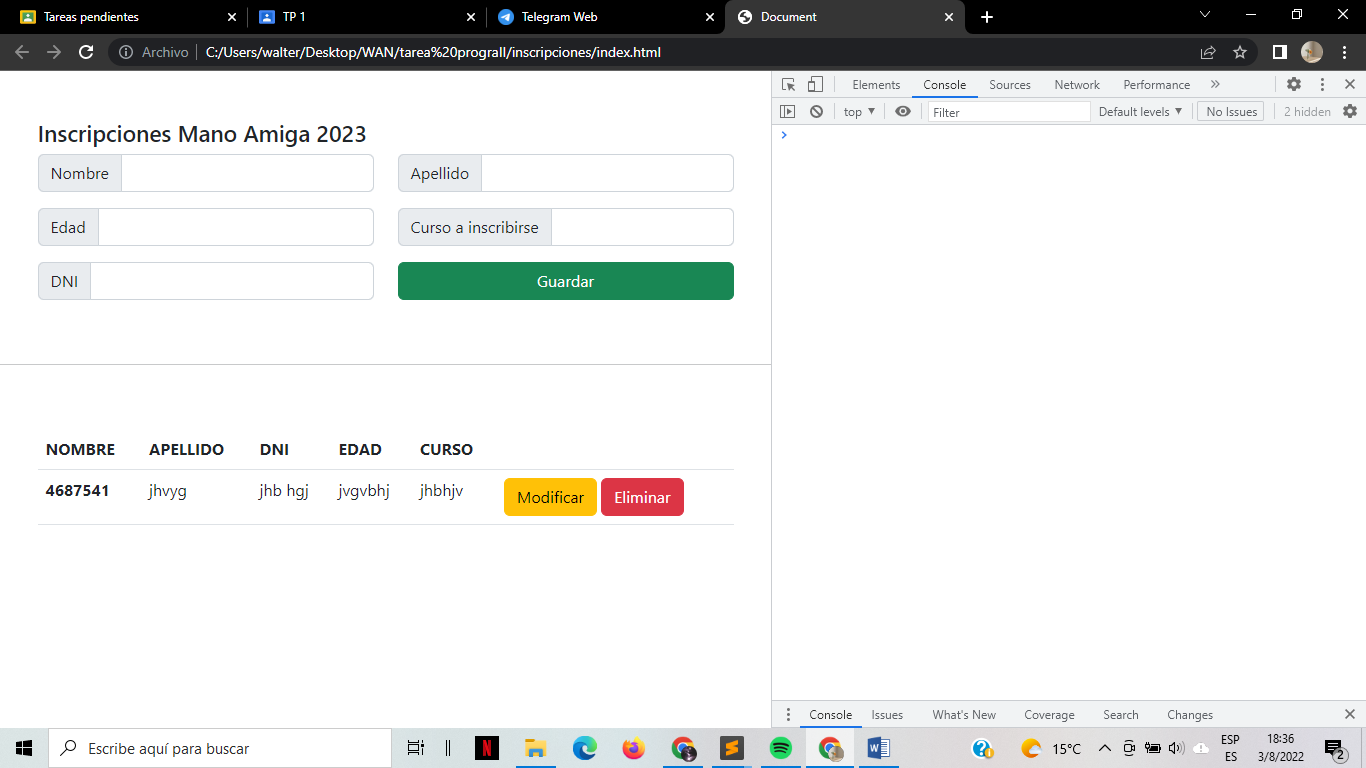 Tareas pendientes
TP 1
Telegram Web
Document
Archivo
C:/Users/walter/Desktop/WAN/tarea%20prograll/inscripciones/index.html
Elements
Console
Sources
Network
Performance
top
Filter
Default levels
No Issues
2 hidden
Inscripciones Mano Amiga 2023
Nombre
Apellido
Edad
Curso a inscribirse
DNI
Guardar
NOMBRE APELLIDO DNI EDAD CURSO
4687541 jhvyg jhb hgj jvgvbhj jhbhjv Modificar Eliminar
Console
Issues
What's New
Coverage
Search
Changes
Escribe aquí para buscar
15°C
ESP
ES
18:36
3/8/2022
2